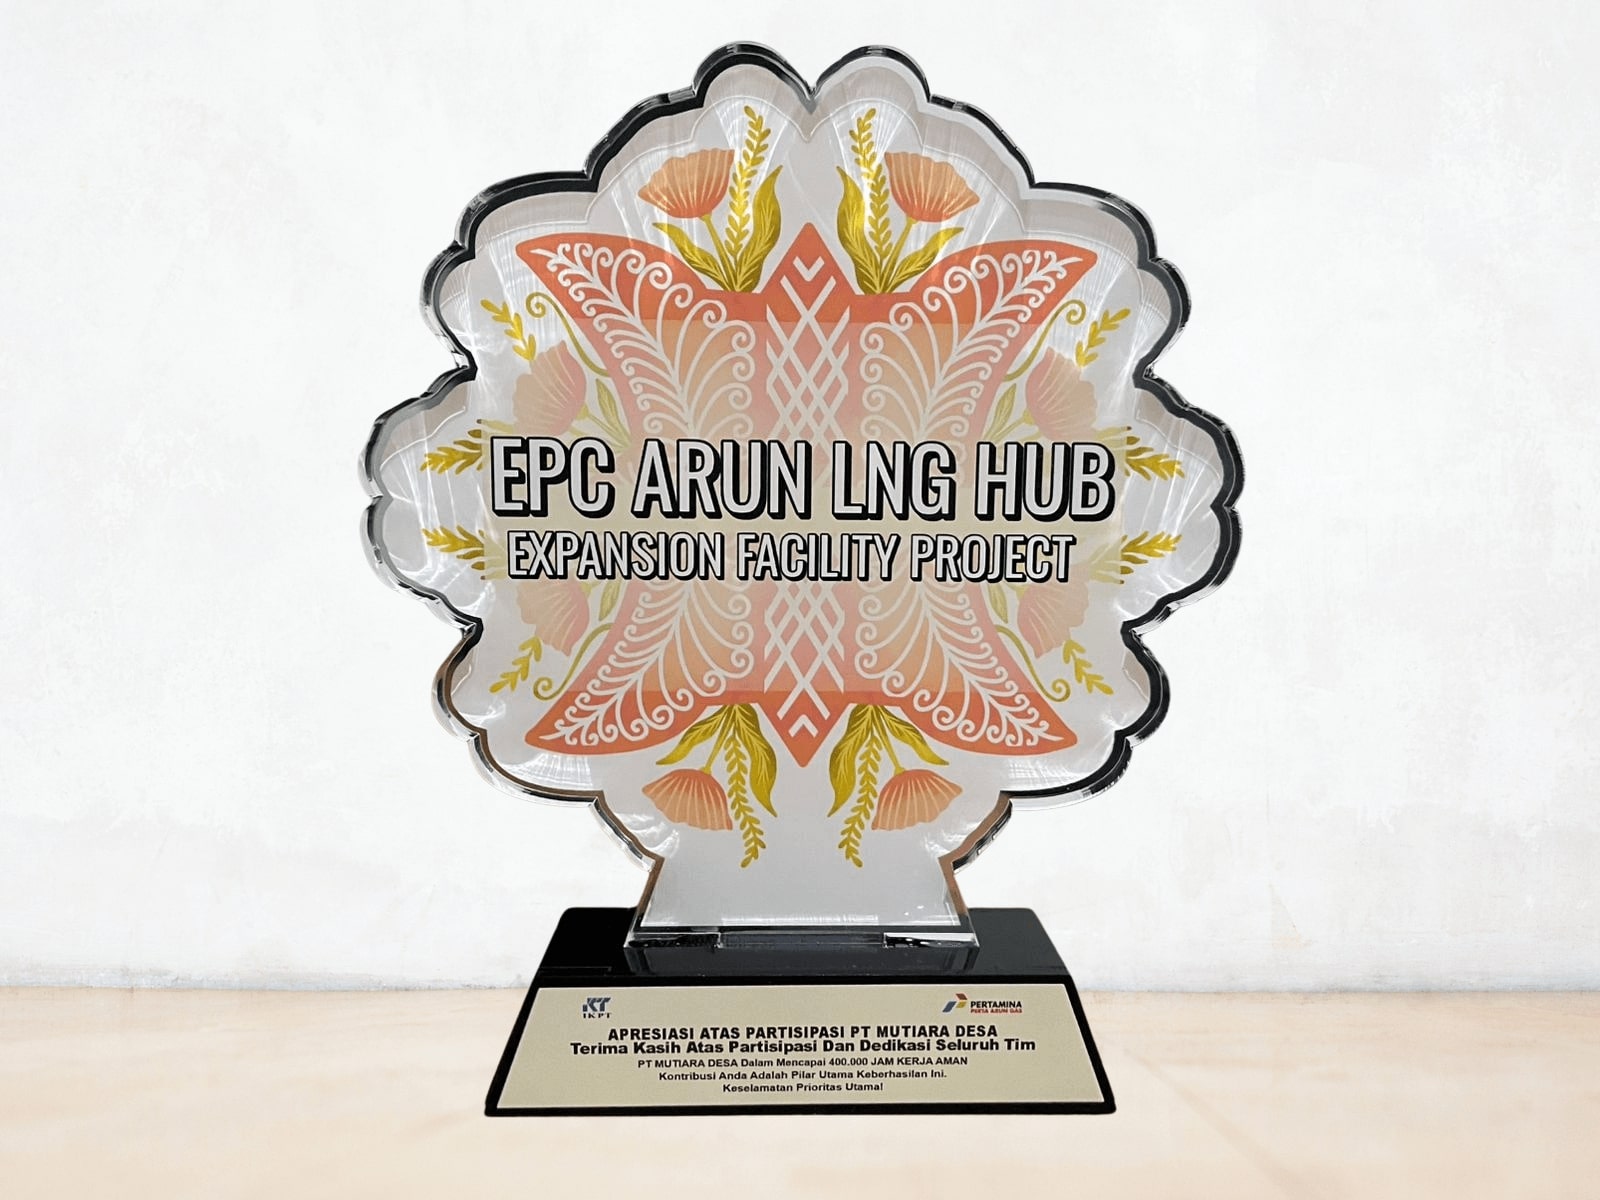 EPC ARUN LNG HUB
EXPANSION FACILITY PROJECT
KT
IKPT
PERTAMINA
PERTA ARUN GAS
APRESIASI ATAS PARTISIPASI PT MUTIARA DESA
Terima Kasih Atas Partisipasi Dan Dedikasi Seluruh Tim
PT MUTIARA DESA Dalam Mencapai 400.000 JAM KERJA AMAN
Kontribusi Anda Adalah Pilar Utama Keberhasilan Ini.
Keselamatan Prioritas Utama!